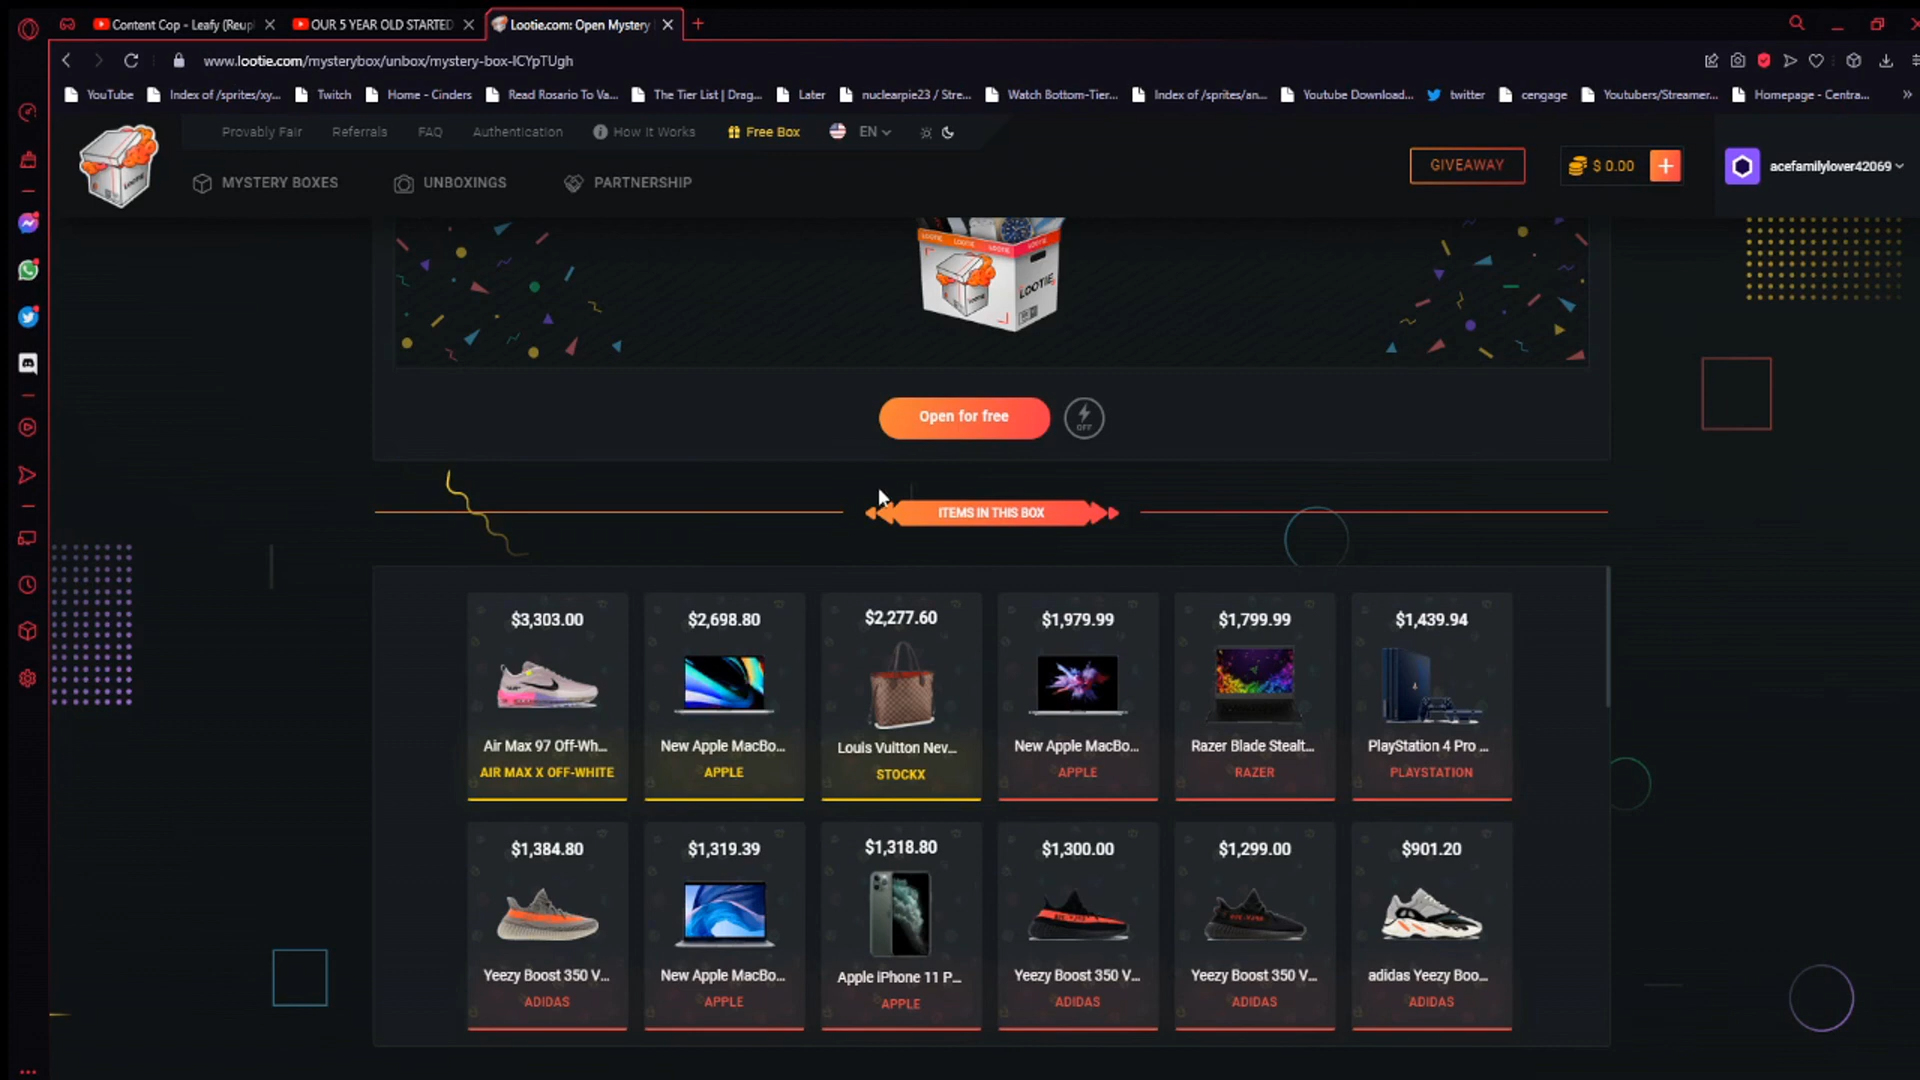 Content Cop - Leafy (Reupl
OUR 5 YEAR OLD STARTED
Lootie.com: Open Mystery
www.lootie.com/mysterybox/unbox/mystery-box-ICYpTUgh
YouTube
Index of /sprites/xy...
Twitch
Home - Cinders
Read Rosario To Va...
The Tier List | Drag...
Later
nuclearpie23 / Stre...
Watch Bottom-Tier...
Index of /sprites/an...
Youtube Download...
twitter
cengage
Youtubers/Streamer...
Homepage - Centra...
Provably Fair
Referrals
FAQ
Authentication
How It Works
Free Box
EN
MYSTERY BOXES
UNBOXINGS
PARTNERSHIP
GIVEAWAY
$ 0.00
acefamilylover42069
LOOTIE
Open for free
OFF
ITEMS IN THIS BOX
$3,303.00
Air Max 97 Off-Wh...
AIR MAX X OFF-WHITE
$2,698.80
New Apple MacBo...
APPLE
$2,277.60
Louis Vuitton Nev...
STOCKX
$1,979.99
New Apple MacBo...
APPLE
$1,799.99
Razer Blade Stealt...
RAZER
$1,439.94
PlayStation 4 Pro ...
PLAYSTATION
$1,384.80
Yeezy Boost 350 V...
ADIDAS
$1,319.39
New Apple MacBo...
APPLE
$1,318.80
Apple iPhone 11 P...
APPLE
$1,300.00
Yeezy Boost 350 V...
ADIDAS
$1,299.00
Yeezy Boost 350 V...
ADIDAS
$901.20
adidas Yeezy Boo...
ADIDAS